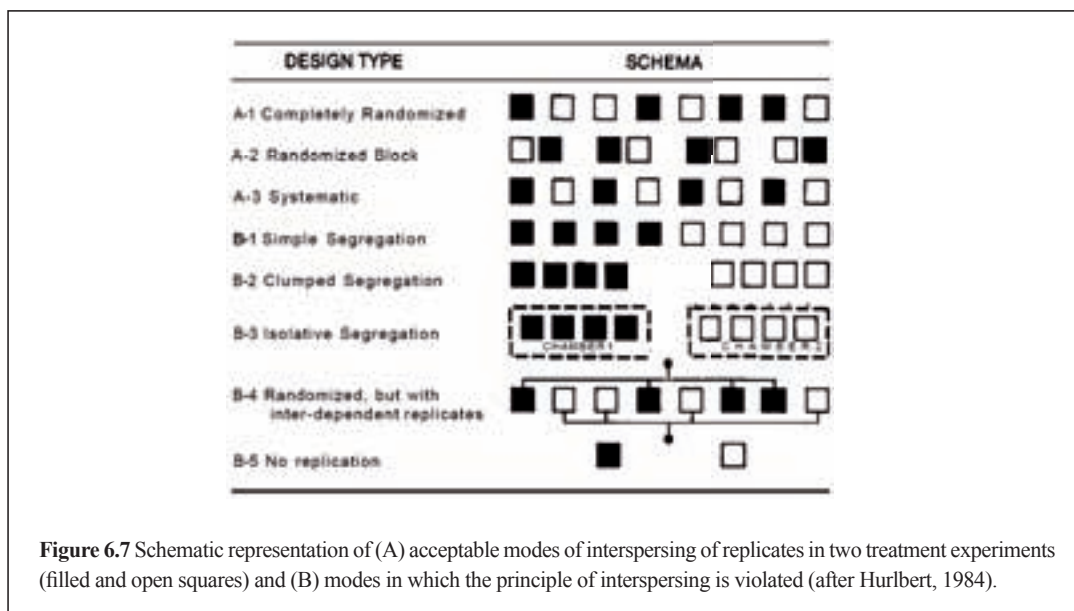 DESIGN TYPE SCHEMA
A-1 Completely Randomized
A-2 Randomized Block
A-3 Systematic
B-1 Simple Segregation
B-2 Clumped Segregation
B-3 Isolative Segregation
CHAMBER 1 CHAMBER 2
B-4 Randomized, but with
inter-dependent replicates
B-5 No replication
Figure 6.7 Schematic representation of (A) acceptable modes of interspersing of replicates in two treatment experiments
(filled and open squares) and (B) modes in which the principle of interspersing is violated (after Hurlbert, 1984).